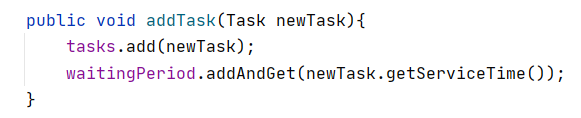 public void addTask(Task newTask){
    tasks.add(newTask);
    waitingPeriod.addAndGet(newTask.getServiceTime());
}